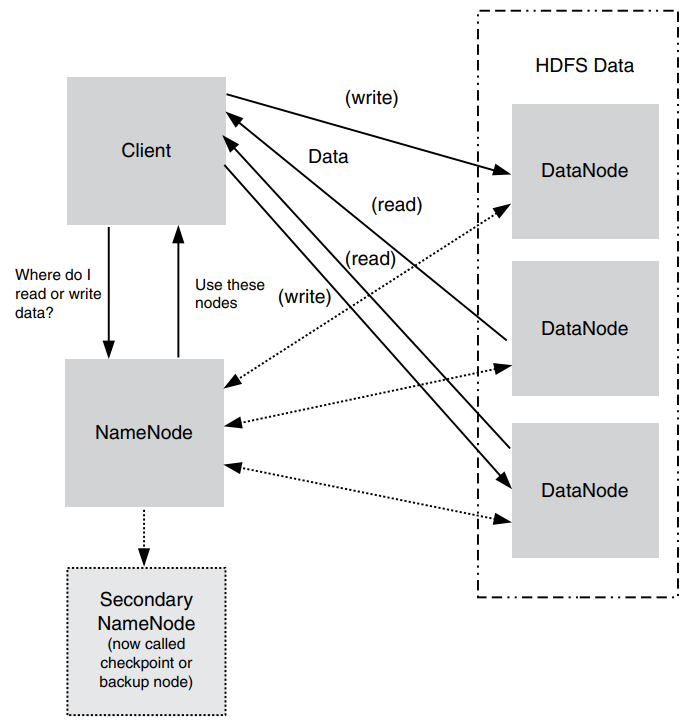 HDFS Data
(write)
Client
Data
DataNode
(read)
(read)
Where do I
read or write
data?
Use these
nodes
(write)
DataNode
NameNode
DataNode
Secondary
NameNode
(now called
checkpoint or
backup node)